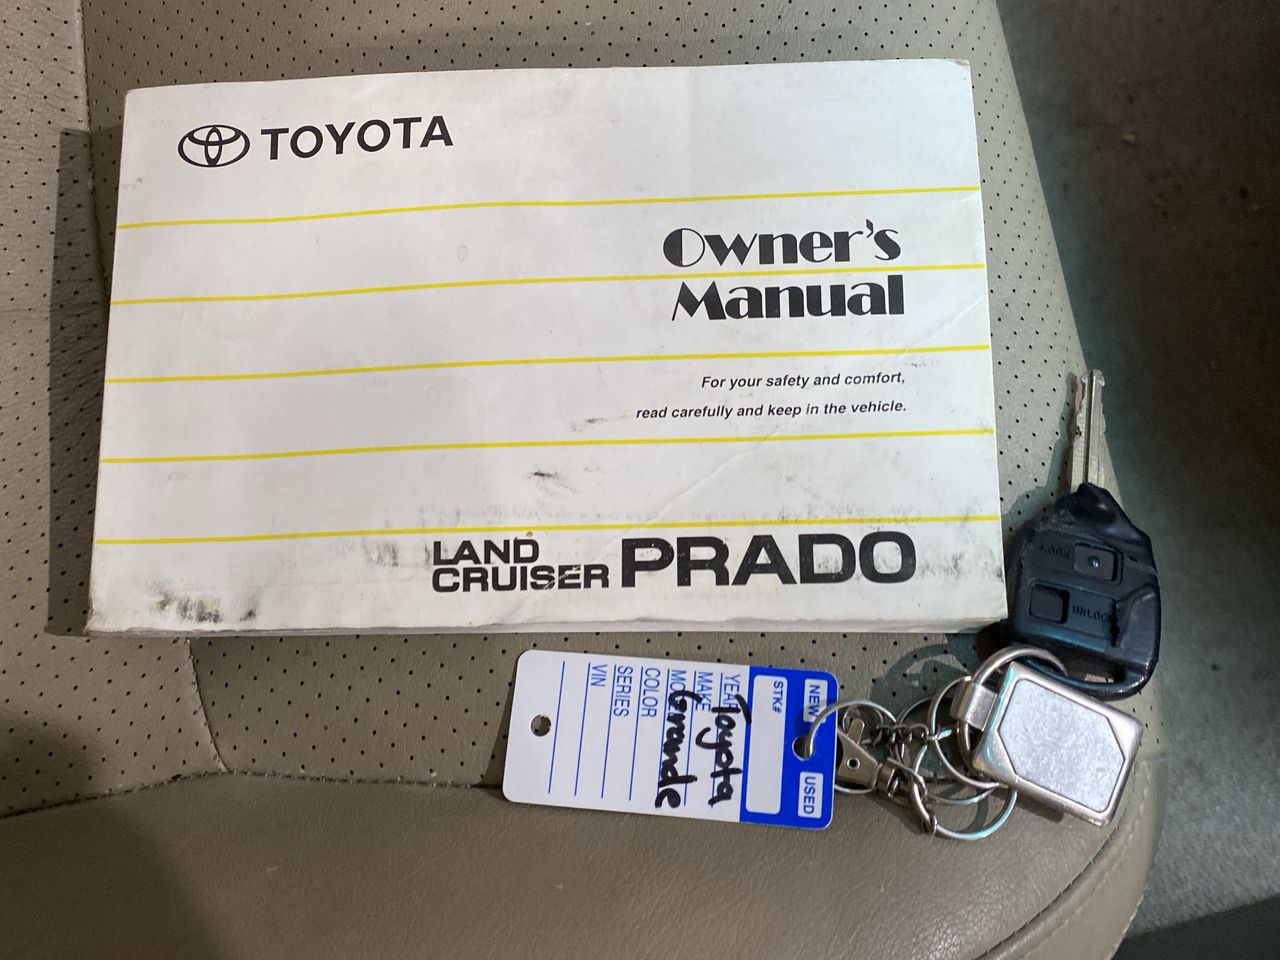 TOYOTA
Owner's
Manual
For your safety and comfort,
read carefully and keep in the vehicle.
LAND
CRUISER PRADO
LOCK
UNLOCK
NEW USED
STK#
YEAR
MAKE Toyota
Grande
COLOR
SERIES
VIN